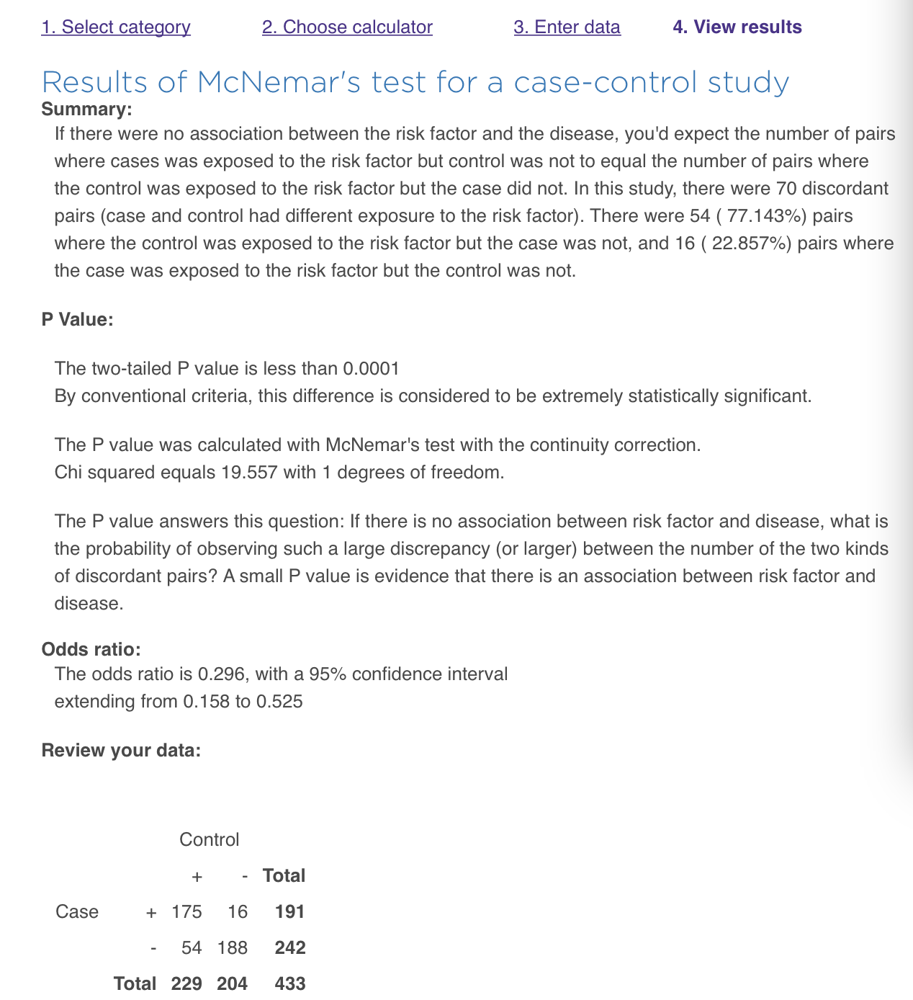 1. Select category 2. Choose calculator 3. Enter data 4. View results
Results of McNemar's test for a case-control study
Summary:
If there were no association between the risk factor and the disease, you'd expect the number of pairs
where cases was exposed to the risk factor but control was not to equal the number of pairs where
the control was exposed to the risk factor but the case did not. In this study, there were 70 discordant
pairs (case and control had different exposure to the risk factor). There were 54 ( 77.143%) pairs
where the control was exposed to the risk factor but the case was not, and 16 ( 22.857%) pairs where
the case was exposed to the risk factor but the control was not.
P Value:
The two-tailed P value is less than 0.0001
By conventional criteria, this difference is considered to be extremely statistically significant.
The P value was calculated with McNemar's test with the continuity correction.
Chi squared equals 19.557 with 1 degrees of freedom.
The P value answers this question: If there is no association between risk factor and disease, what is
the probability of observing such a large discrepancy (or larger) between the number of the two kinds
of discordant pairs? A small P value is evidence that there is an association between risk factor and
disease.
Odds ratio:
The odds ratio is 0.296, with a 95% confidence interval
extending from 0.158 to 0.525
Review your data:
Control
+ - Total
Case + 175 16 191
- 54 188 242
Total 229 204 433